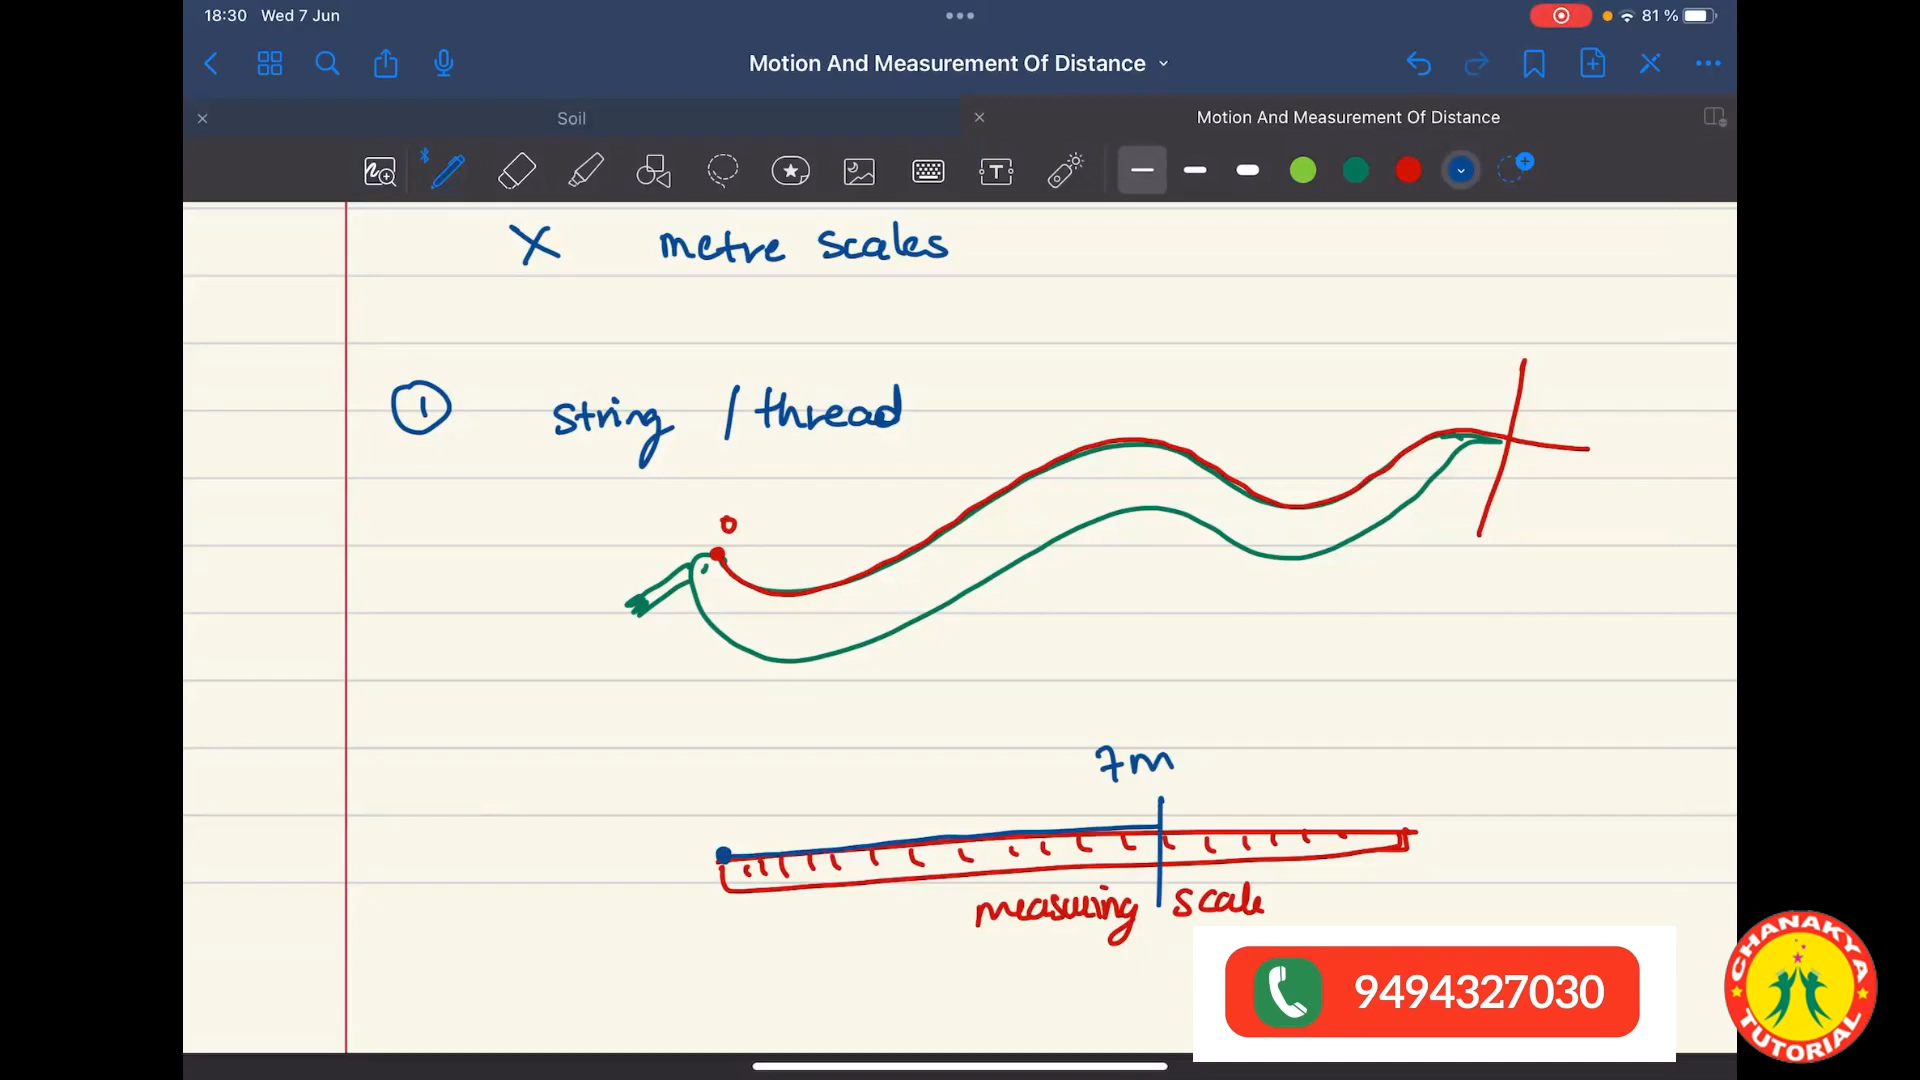 18:30 Wed 7 Jun
81 %
Motion And Measurement Of Distance
Soil
Motion And Measurement Of Distance
T
X metre scales
1 string / thread
0
7m
measuring scale
9494327030
CHANAKYA
TUTORIAL